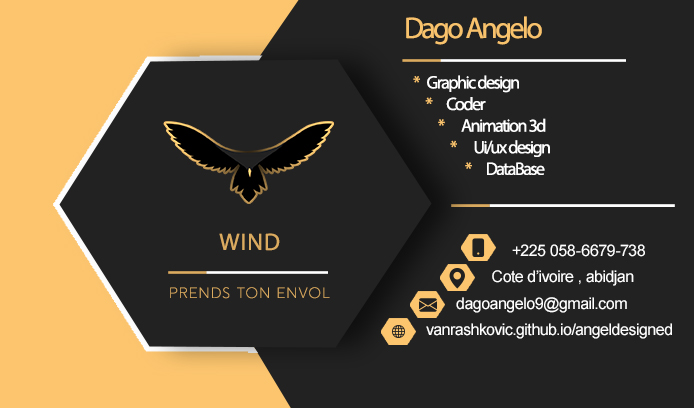 Dago Angelo
* Graphic design
* Coder
* Animation 3d
* Ui/ux design
* DataBase
WIND
PRENDS TON ENVOL
+225 058-6679-738
Cote d'ivoire , abidjan
dagoangelo9@gmail.com
vanrashkovic.github.io/angeldesigned